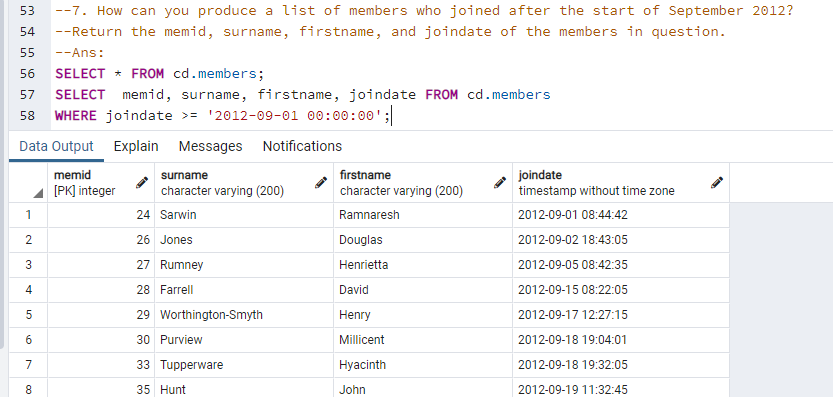 53 --7. How can you produce a list of members who joined after the start of September 2012?
54 --Return the memid, surname, firstname, and joindate of the members in question.
55 --Ans:
56 SELECT * FROM cd.members;
57 SELECT  memid, surname, firstname, joindate FROM cd.members
58 WHERE joindate >= '2012-09-01 00:00:00';
Data Output Explain Messages Notifications
memid surname firstname joindate
[PK] integer character varying (200) character varying (200) timestamp without time zone
1 24 Sarwin Ramnaresh 2012-09-01 08:44:42
2 26 Jones Douglas 2012-09-02 18:43:05
3 27 Rumney Henrietta 2012-09-05 08:42:35
4 28 Farrell David 2012-09-15 08:22:05
5 29 Worthington-Smyth Henry 2012-09-17 12:27:15
6 30 Purview Millicent 2012-09-18 19:04:01
7 33 Tupperware Hyacinth 2012-09-18 19:32:05
8 35 Hunt John 2012-09-19 11:32:45